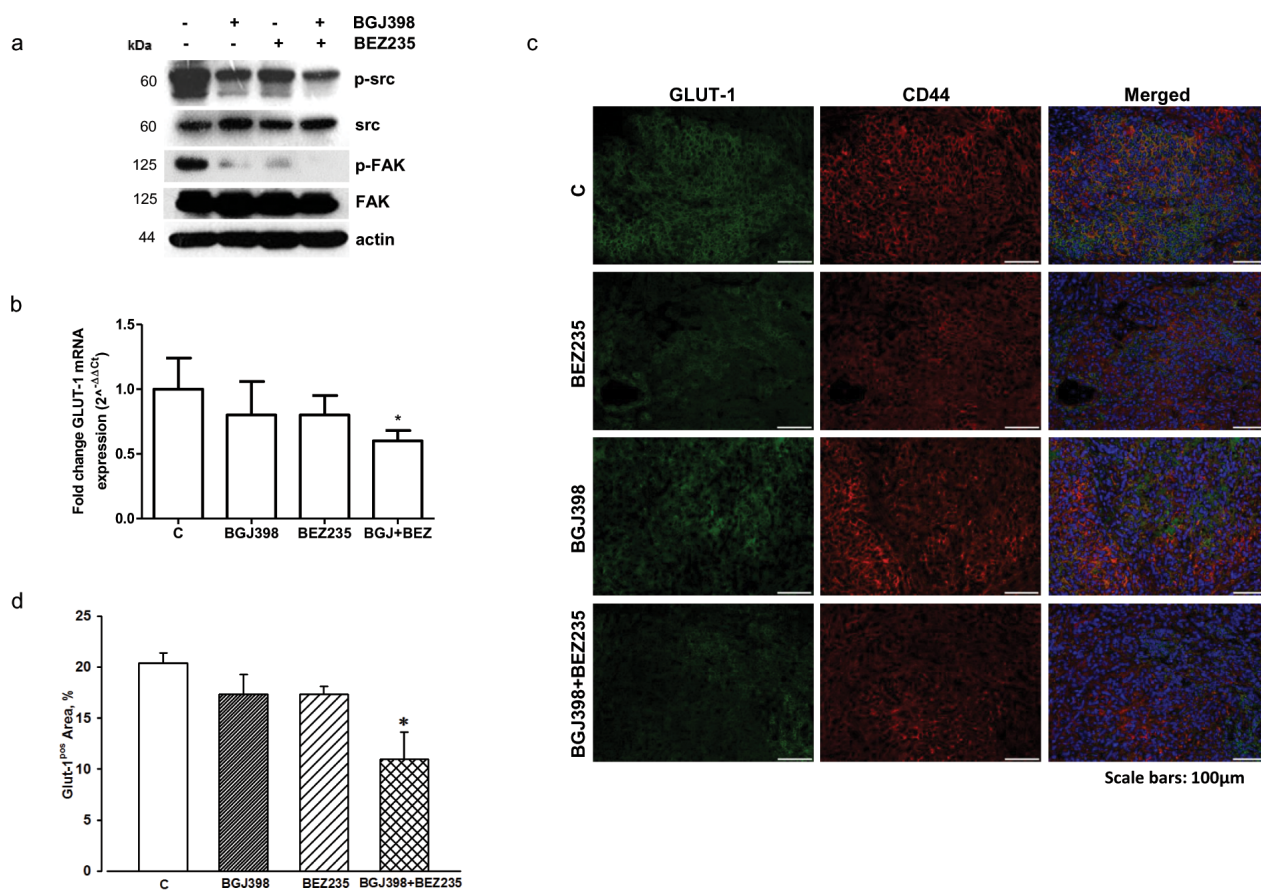 a
- + - + BGJ398
kDa - - + + BEZ235
60 p-src
60 src
125 p-FAK
125 FAK
44 actin
b
Fold change GLUT-1 mRNA
expression (2^-ΔΔCt)
1.5
1.0
0.5
0.0
*
C BGJ398 BEZ235 BGJ+BEZ
c
GLUT-1 CD44 Merged
C
BEZ235
BGJ398
BGJ398+BEZ235
Scale bars: 100μm
d
Glut-1pos Area, %
25
20
15
10
5
0
*
C BGJ398 BEZ235 BGJ398+BEZ235